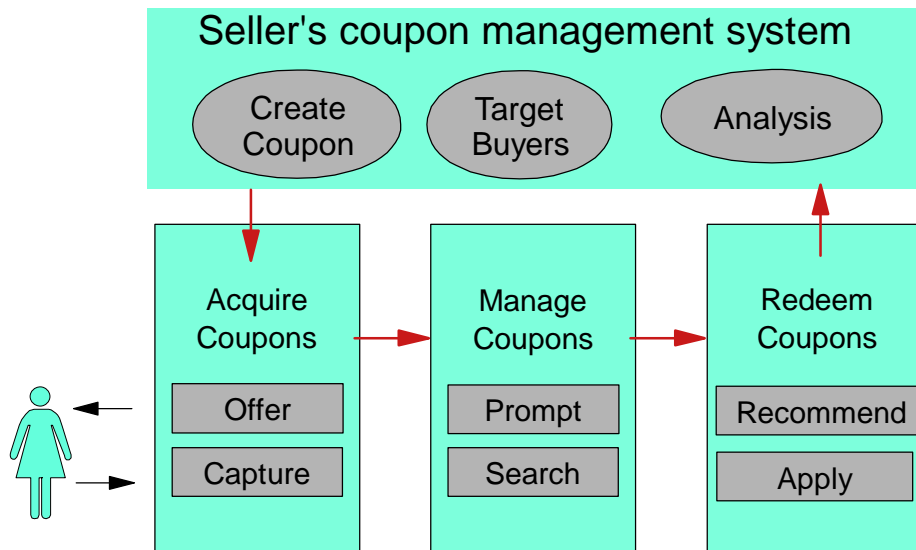 Seller's coupon management system
Create
Coupon
Target
Buyers
Analysis
Acquire
Coupons
Offer
Capture
Manage
Coupons
Prompt
Search
Redeem
Coupons
Recommend
Apply